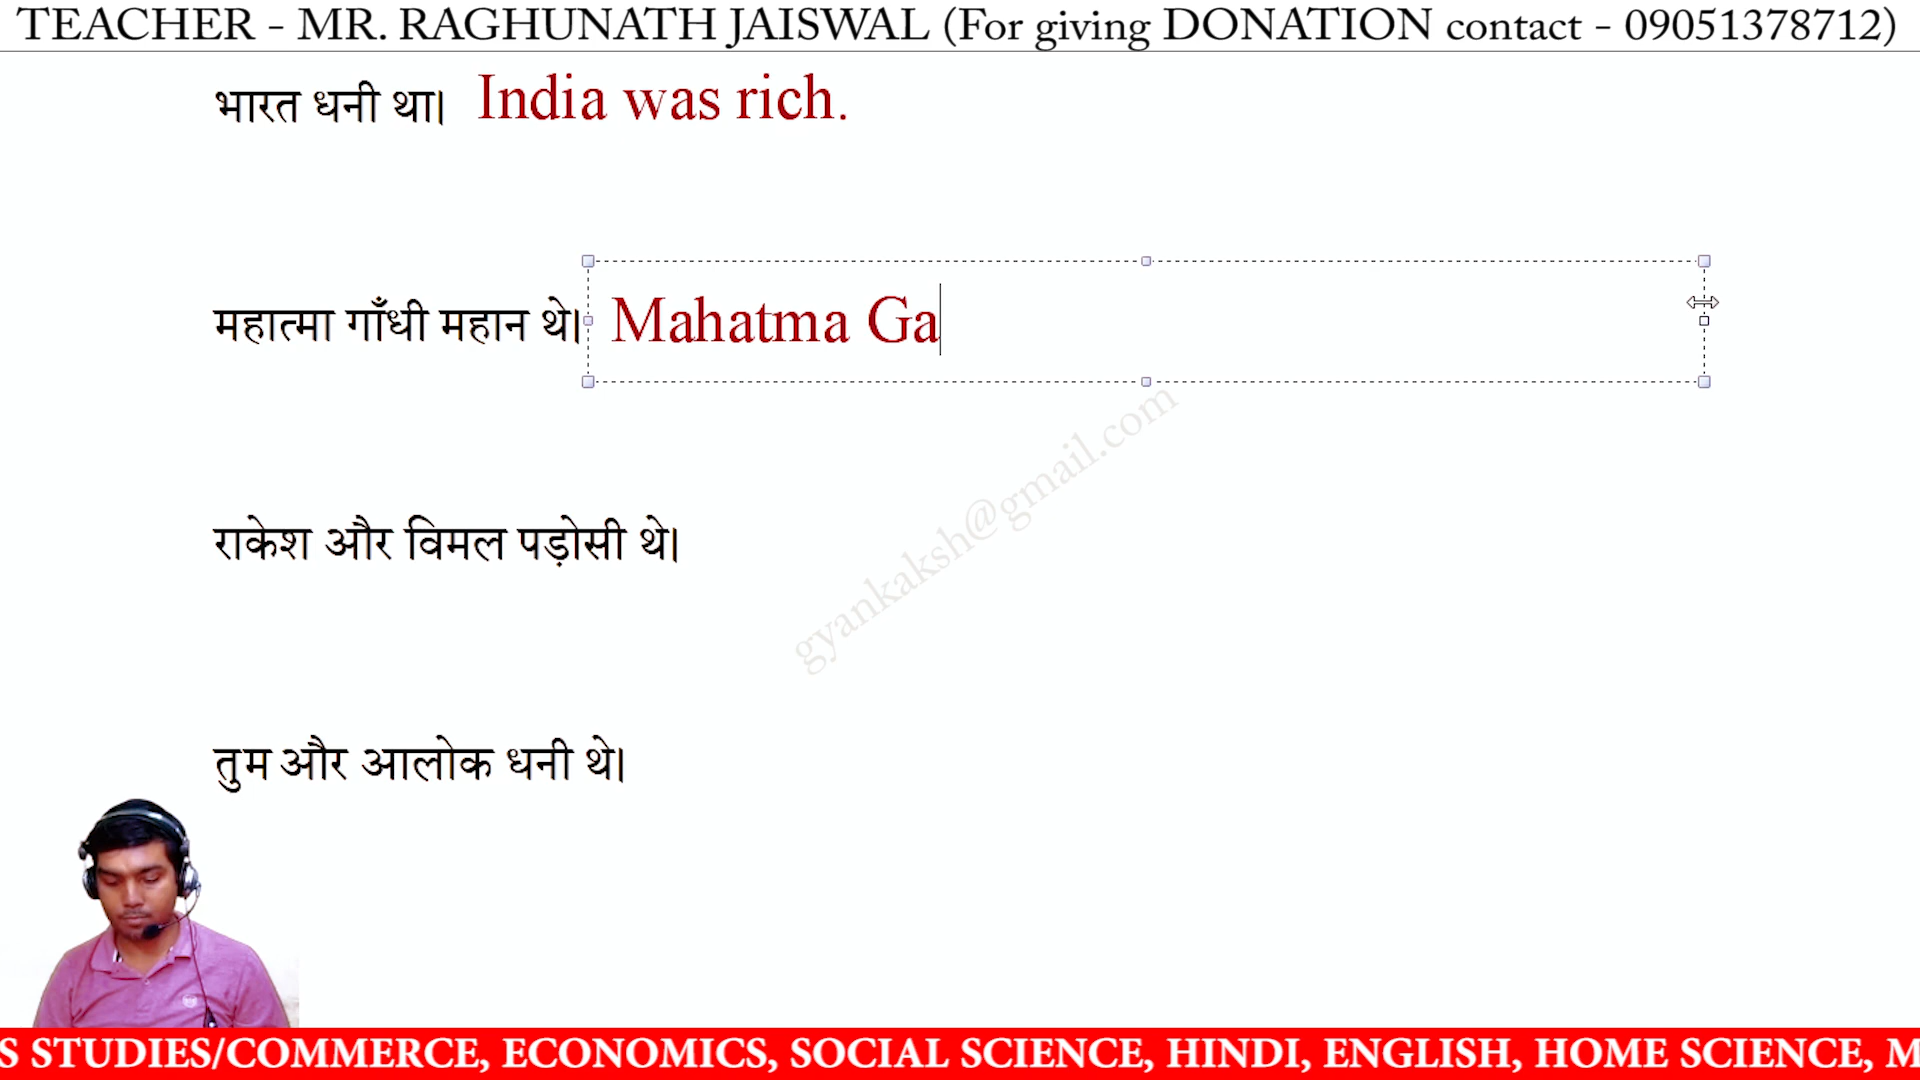 TEACHER - MR. RAGHUNATH JAISWAL (For giving DONATION contact - 09051378712)
भारत धनी था। India was rich.
महात्मा गाँधी महान थे। Mahatma Ga
gyankaksh@gmail.com
राकेश और विमल पड़ोसी थे।
तुम और आलोक धनी थे।
S STUDIES/COMMERCE, ECONOMICS, SOCIAL SCIENCE, HINDI, ENGLISH, HOME SCIENCE, M